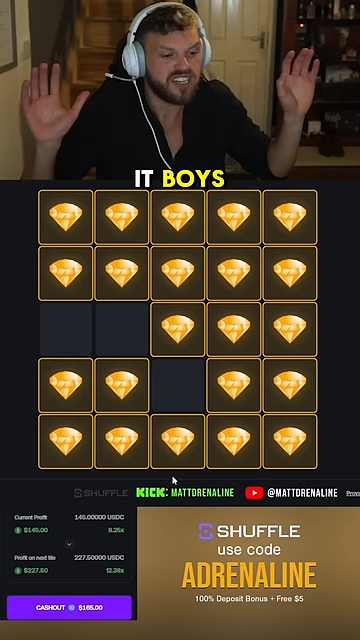 IT BOYS
SHUFFLE KICK: MATTDRENALINE @MATTDRENALINE
Current Profit 145.00000 USDC
$145.00 8.25x
Profit on next tile 227.50000 USDC
$227.50 12.38x
CASHOUT $165.00
SHUFFLE
use code
ADRENALINE
100% Deposit Bonus + Free $5